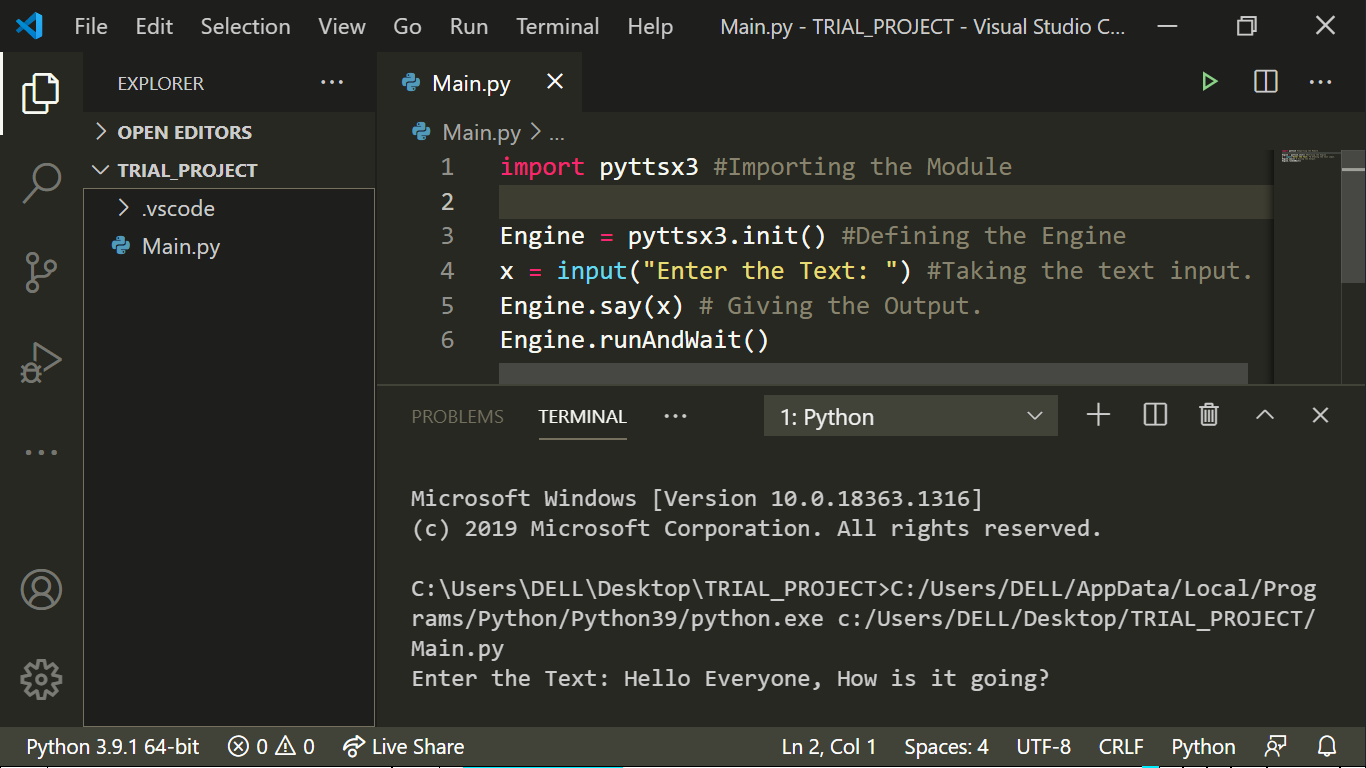 File Edit Selection View Go Run Terminal Help Main.py - TRIAL_PROJECT - Visual Studio C...
EXPLORER ...
OPEN EDITORS
TRIAL_PROJECT
.vscode
Main.py
Main.py
Main.py > ...
1 import pyttsx3 #Importing the Module
2
3 Engine = pyttsx3.init() #Defining the Engine
4 x = input("Enter the Text: ") #Taking the text input.
5 Engine.say(x) # Giving the Output.
6 Engine.runAndWait()
PROBLEMS TERMINAL ... 1: Python
Microsoft Windows [Version 10.0.18363.1316]
(c) 2019 Microsoft Corporation. All rights reserved.
C:\Users\DELL\Desktop\TRIAL_PROJECT>C:/Users/DELL/AppData/Local/Prog
rams/Python/Python39/python.exe c:/Users/DELL/Desktop/TRIAL_PROJECT/
Main.py
Enter the Text: Hello Everyone, How is it going?
Python 3.9.1 64-bit 0 0 Live Share Ln 2, Col 1 Spaces: 4 UTF-8 CRLF Python